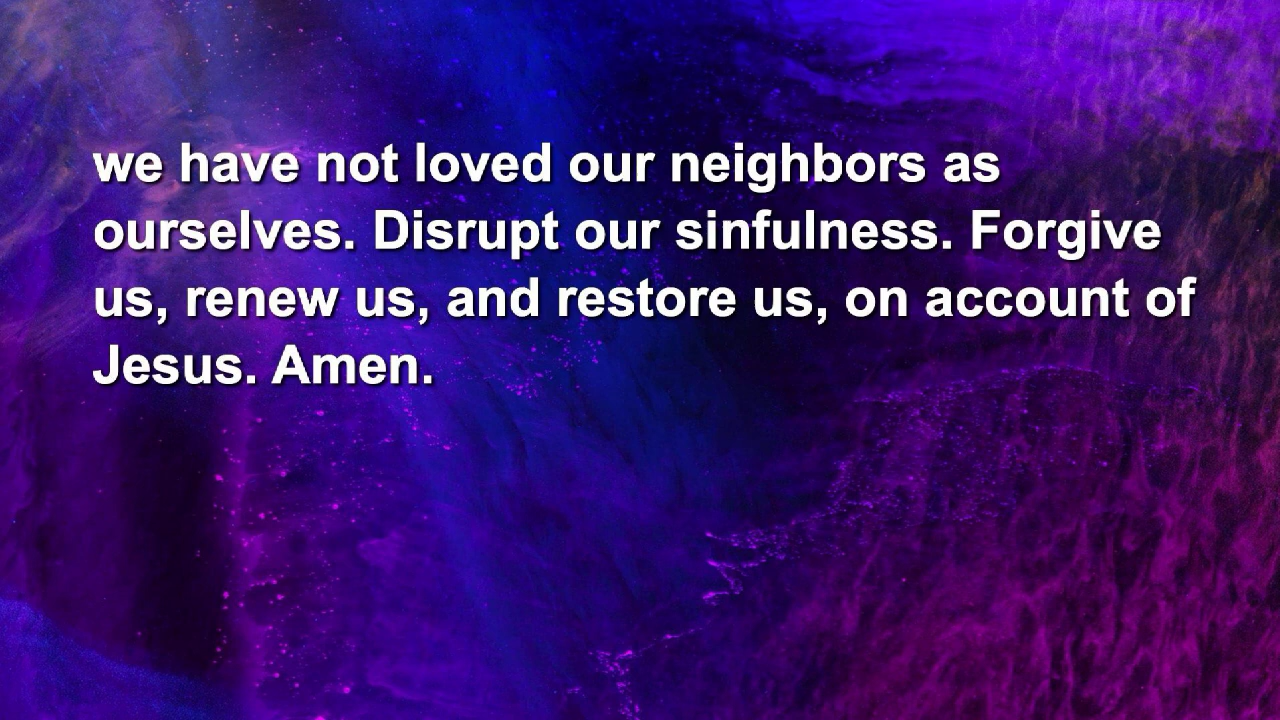 we have not loved our neighbors as
ourselves. Disrupt our sinfulness. Forgive
us, renew us, and restore us, on account of
Jesus. Amen.